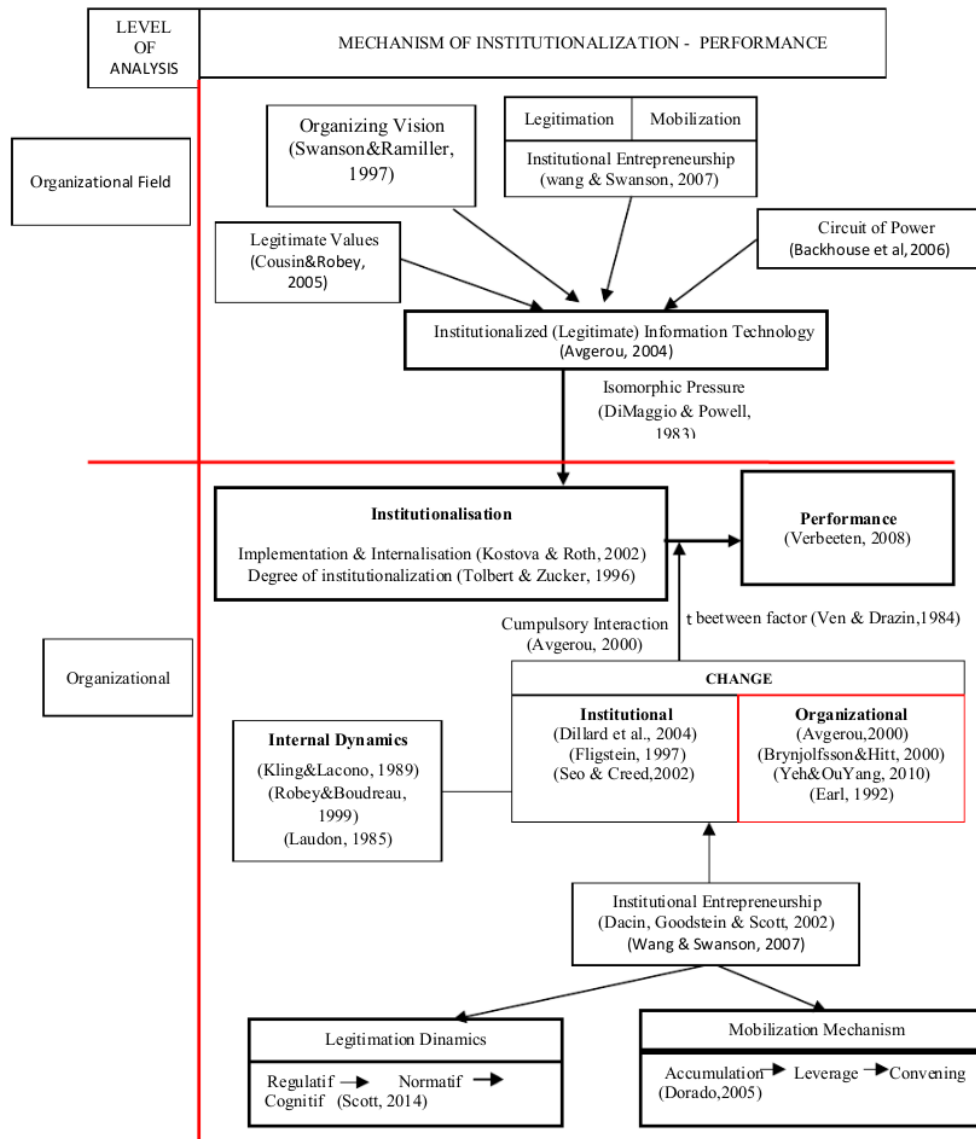 LEVEL
OF
ANALYSIS
MECHANISM OF INSTITUTIONALIZATION - PERFORMANCE
Organizational Field
Organizing Vision
(Swanson&Ramiller,
1997)
Legitimation
Mobilization
Institutional Entrepreneurship
(wang & Swanson, 2007)
Legitimate Values
(Cousin&Robey,
2005)
Circuit of Power
(Backhouse et al,2006)
Institutionalized (Legitimate) Information Technology
(Avgerou, 2004)
Isomorphic Pressure
(DiMaggio & Powell,
1983)
Institutionalisation
Implementation & Internalisation (Kostova & Roth, 2002)
Degree of institutionalization (Tolbert & Zucker, 1996)
Performance
(Verbeeten, 2008)
Cumpulsory Interaction
(Avgerou, 2000)
t beetween factor (Ven & Drazin,1984)
Organizational
CHANGE
Institutional
(Dillard et al., 2004)
(Fligstein, 1997)
(Seo & Creed,2002)
Organizational
(Avgerou,2000)
(Brynjolfsson&Hitt, 2000)
(Yeh&OuYang, 2010)
(Earl, 1992)
Internal Dynamics
(Kling&Lacono, 1989)
(Robey&Boudreau,
1999)
(Laudon, 1985)
Institutional Entrepreneurship
(Dacin, Goodstein & Scott, 2002)
(Wang & Swanson, 2007)
Legitimation Dinamics
Regulatif Normatif
Cognitif (Scott, 2014)
Mobilization Mechanism
Accumulation Leverage Convening
(Dorado,2005)